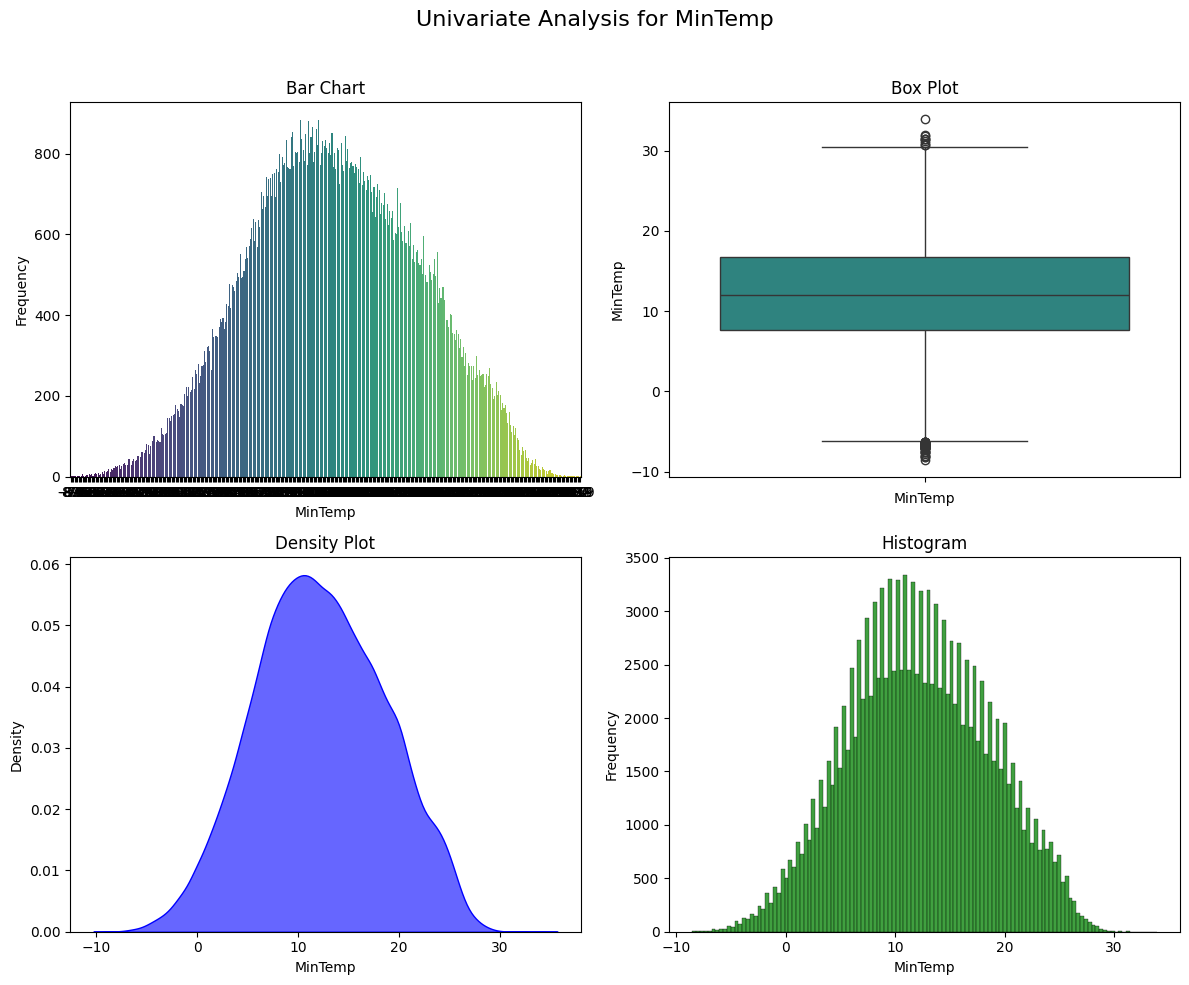 Univariate Analysis for MinTemp
Bar Chart
800
600
400
200
0
Frequency
MinTemp
Box Plot
30
20
10
0
−10
MinTemp
MinTemp
Density Plot
0.06
0.05
0.04
0.03
0.02
0.01
0.00
Density
−10 0 10 20 30
MinTemp
Histogram
3500
3000
2500
2000
1500
1000
500
0
Frequency
−10 0 10 20 30
MinTemp